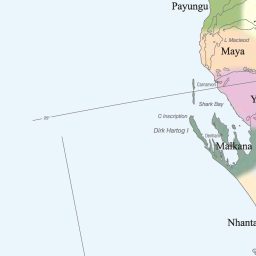 Payungu
L Macleod
Maya
Carnarvon
Shark Bay
C Inscription
Dirk Hartog I
Denham
Malkana
Y
Nhanta